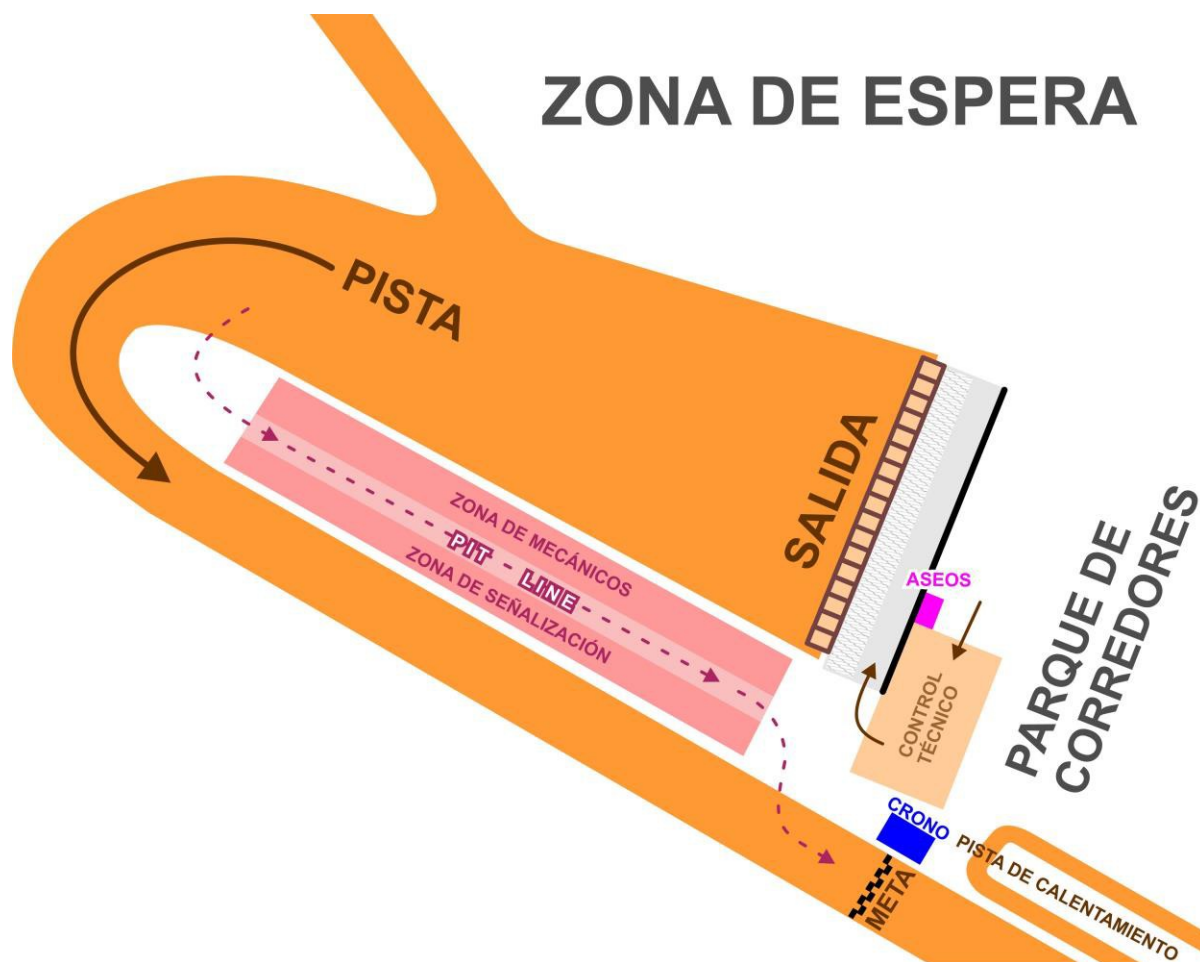 ZONA DE ESPERA
PISTA
SALIDA
ZONA DE MECÁNICOS
PIT - LINE
ZONA DE SEÑALIZACIÓN
ASEOS
PARQUE DE
CORREDORES
CONTROL
TÉCNICO
CRONO
META
PISTA DE CALENTAMIENTO